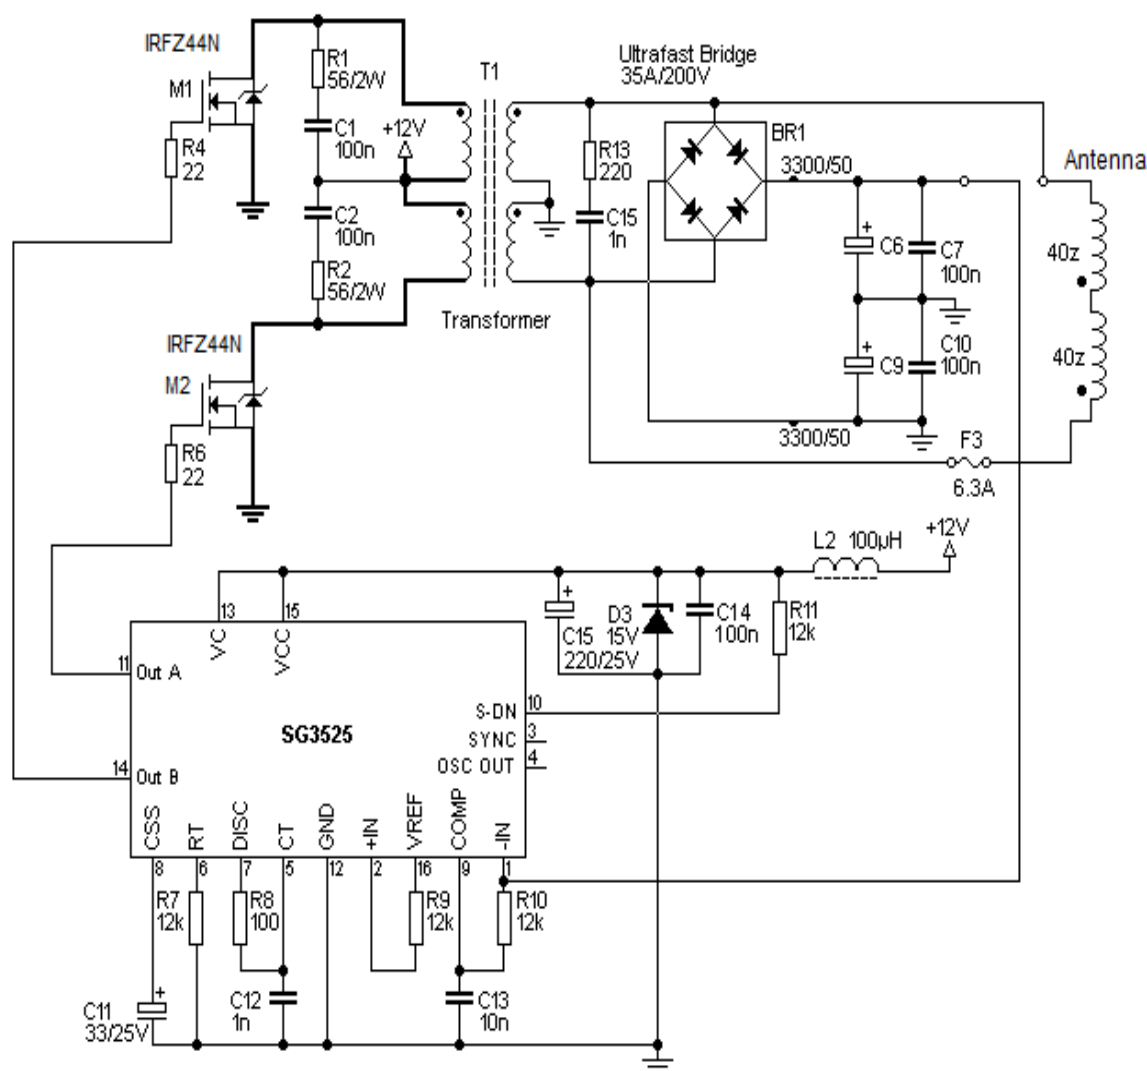 IRFZ44N
M1
R4
22
R1
56/2W
C1
100n
+12V
C2
100n
R2
56/2W
T1
Transformer
Ultrafast Bridge
35A/200V
BR1
R13
220
C15
1n
3300/50
C6
C7
100n
C9
C10
100n
3300/50
Antenna
40z
40z
F3
6.3A
IRFZ44N
M2
R6
22
+12V
L2 100µH
C15
220/25V
D3
15V
C14
100n
R11
12k
13
VC
15
VCC
11
Out A
14
Out B
SG3525
S-DN
10
SYNC
3
OSC OUT
4
CSS
RT
DISC
CT
GND
+IN
VREF
COMP
-IN
8
6
7
5
12
2
16
9
1
R7
12k
R8
100
R9
12k
R10
12k
C11
33/25V
C12
1n
C13
10n